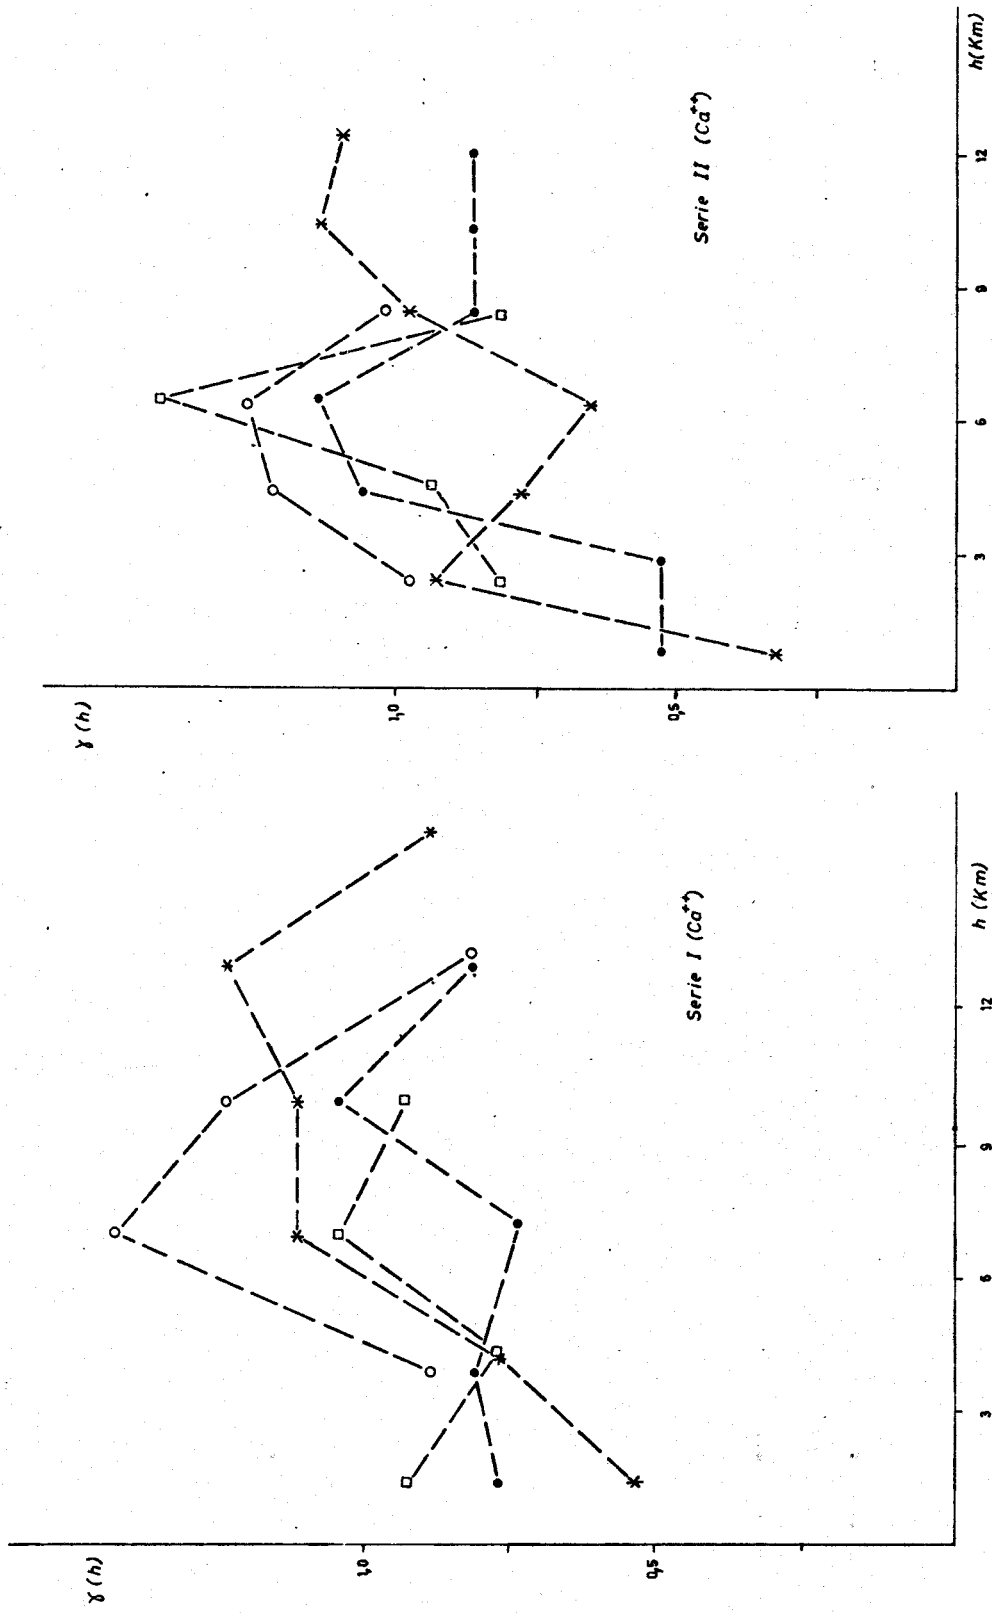 γ (h)
1,0
0,5
3
6
9
12
h (Km)
Serie I (Ca++)
γ (h)
1,0
0,5
3
6
9
12
h (Km)
Serie II (Ca++)